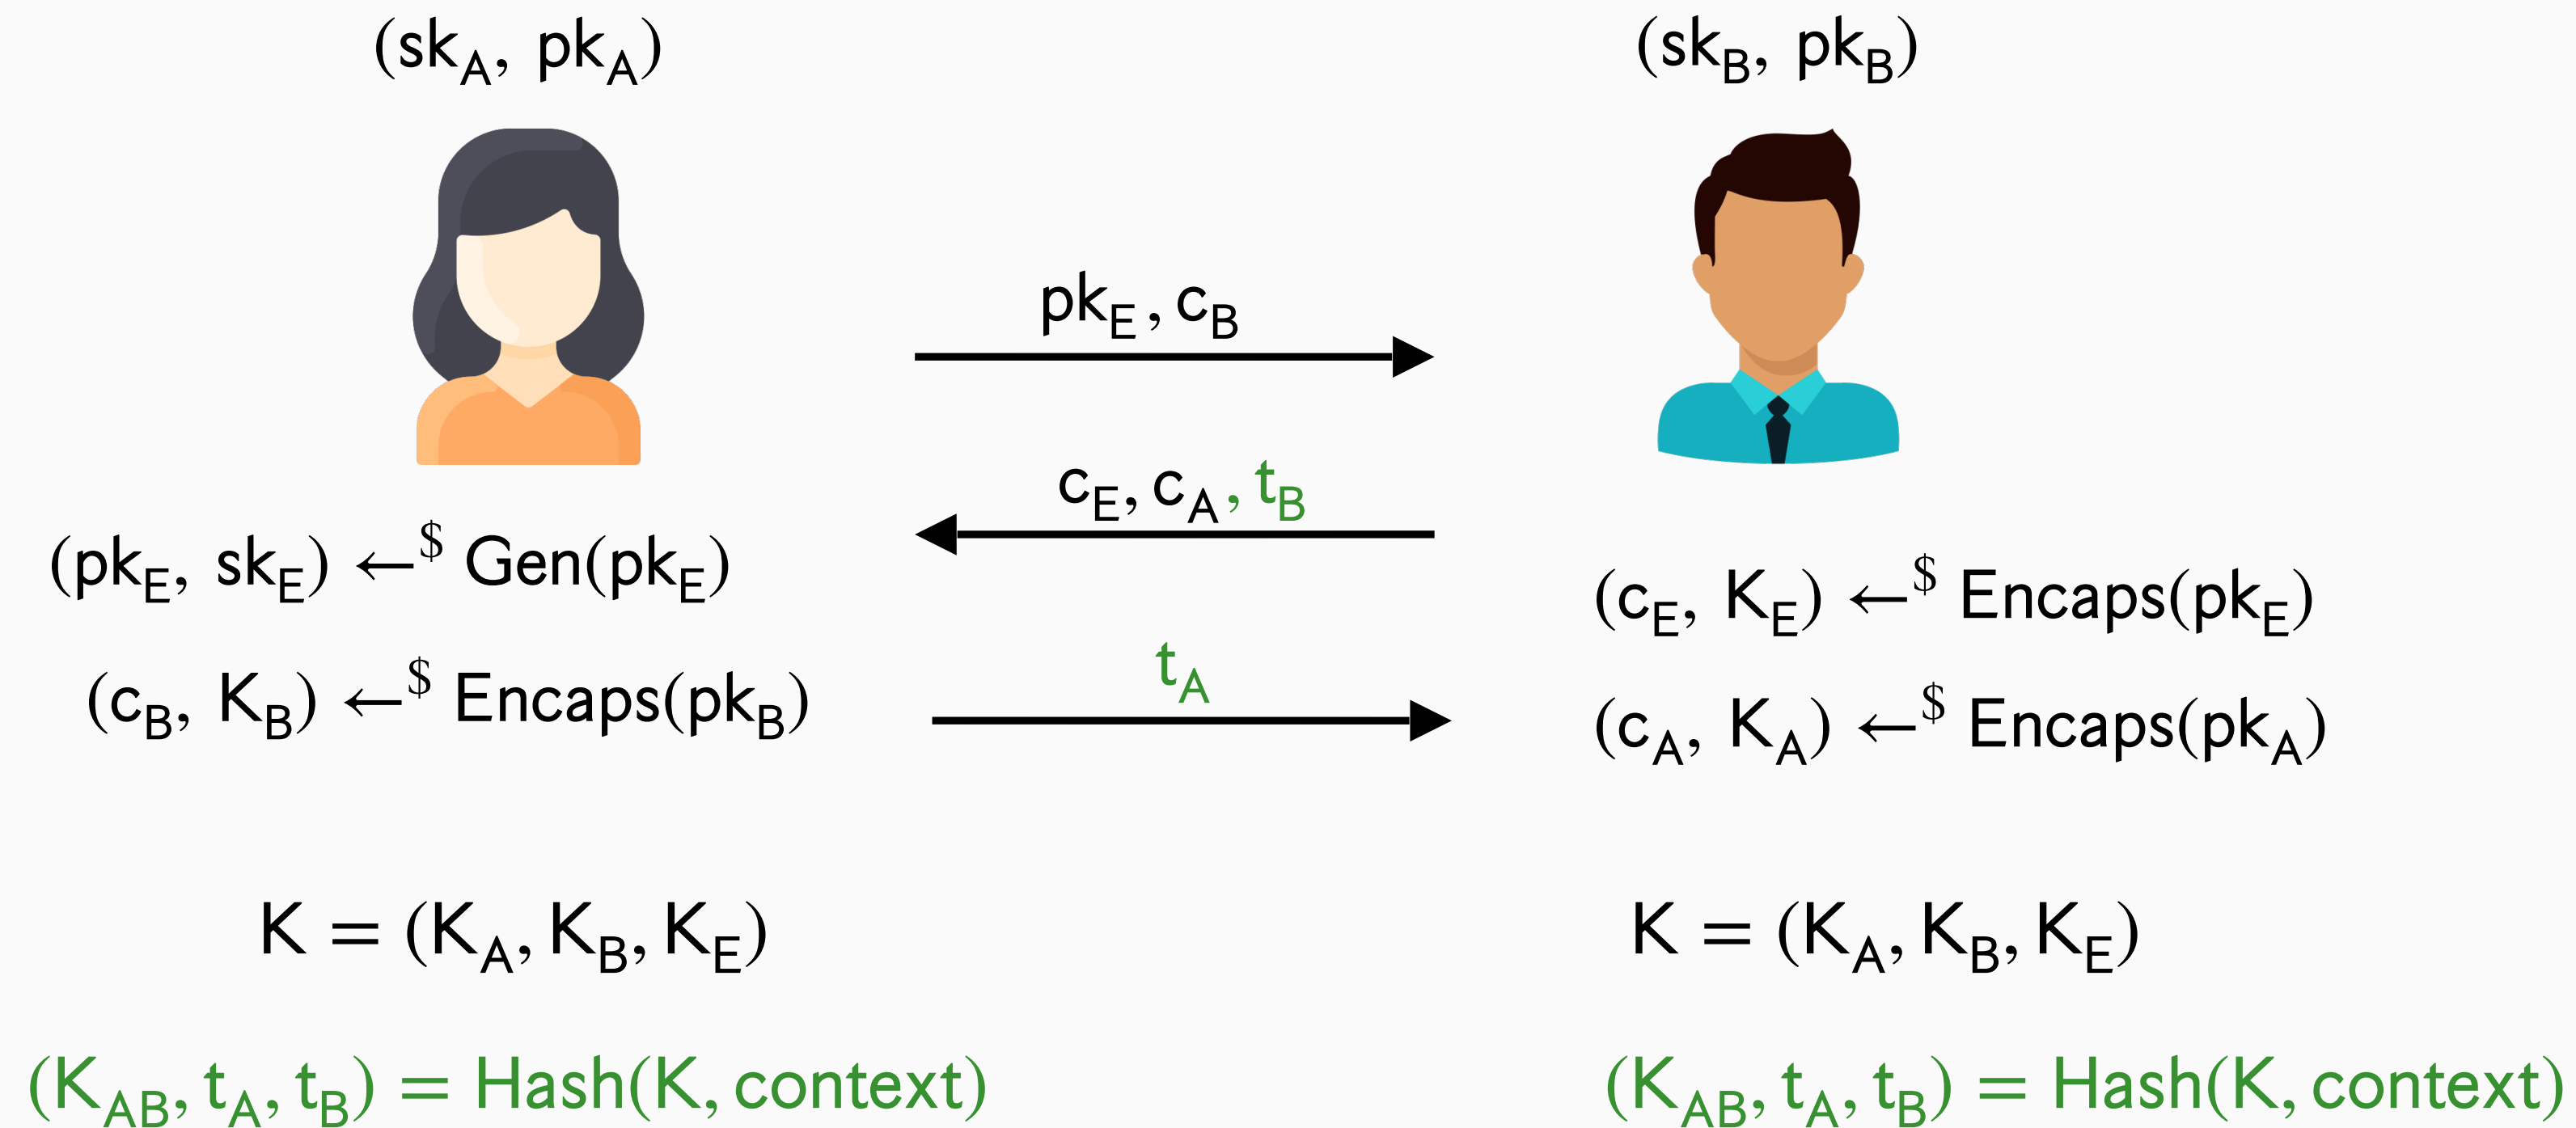 (sk_A, pk_A)
(sk_B, pk_B)
pk_E, c_B
c_E, c_A, t_B
t_A
(pk_E, sk_E) ←$ Gen(pk_E)
(c_B, K_B) ←$ Encaps(pk_B)
(c_E, K_E) ←$ Encaps(pk_E)
(c_A, K_A) ←$ Encaps(pk_A)
K = (K_A, K_B, K_E)
K = (K_A, K_B, K_E)
(K_AB, t_A, t_B) = Hash(K, context)
(K_AB, t_A, t_B) = Hash(K, context)